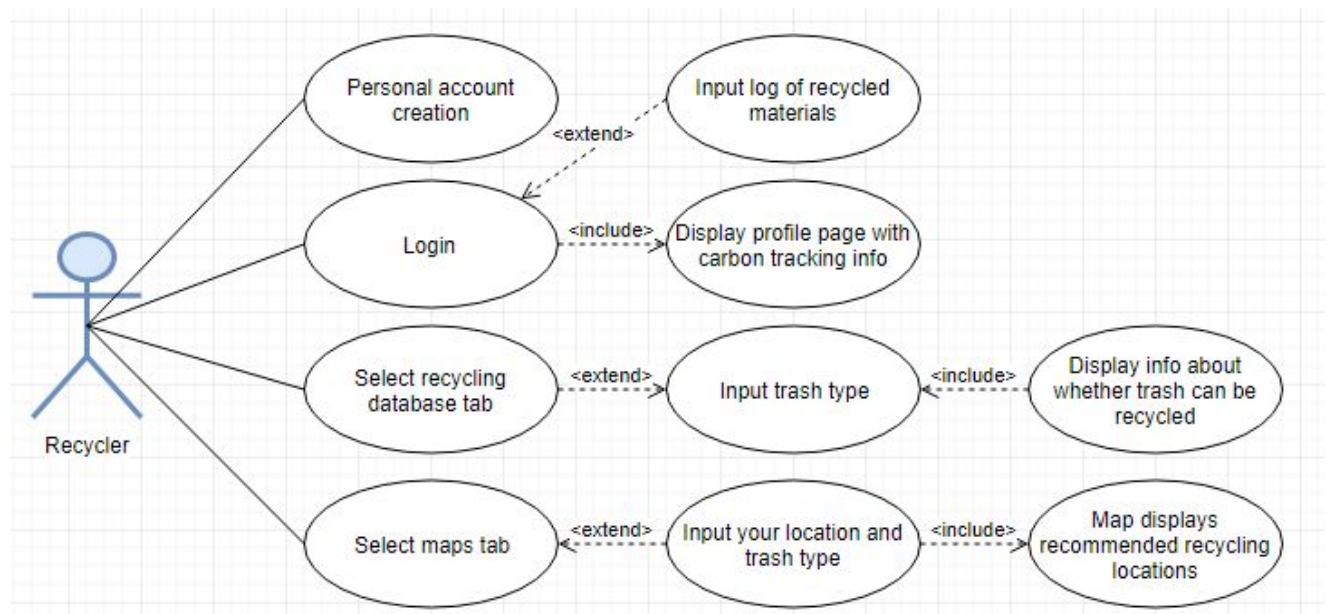 Personal account
creation
Input log of recycled
materials
<extend>
Login
<include>
Display profile page with
carbon tracking info
Recycler
Select recycling
database tab
<extend>
Input trash type
<include>
Display info about
whether trash can be
recycled
Select maps tab
<extend>
Input your location and
trash type
<include>
Map displays
recommended recycling
locations